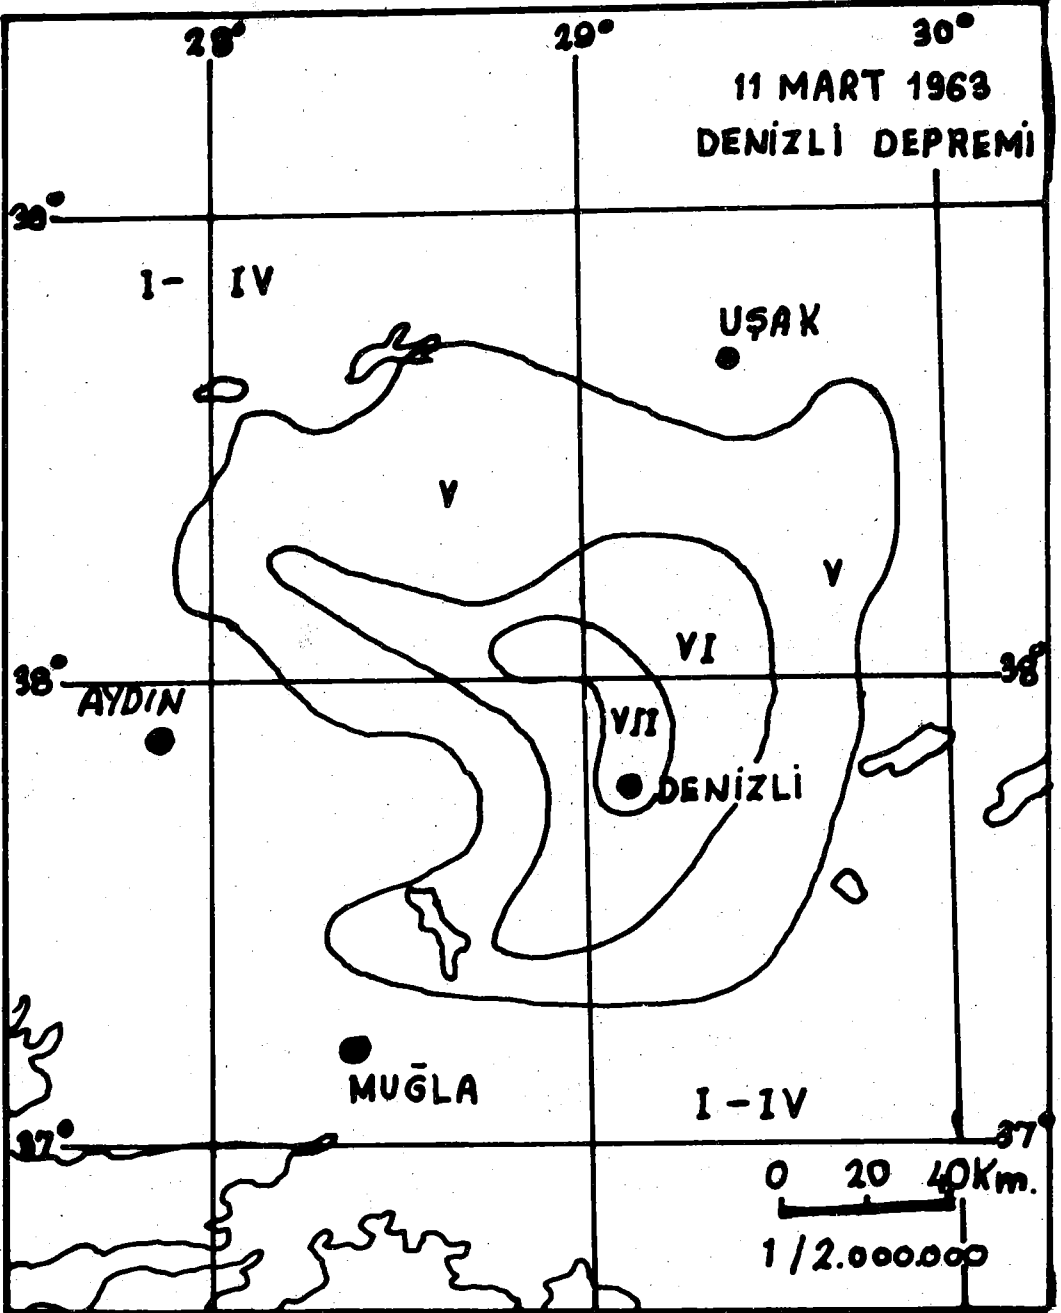 28°
29°
30°
11 MART 1963
DENİZLİ DEPREMİ
39°
I - IV
UŞAK
V
V
VI
38°
38°
AYDIN
VII
DENİZLİ
MUĞLA
I - IV
37°
37°
0 20 40Km.
1/2.000.000